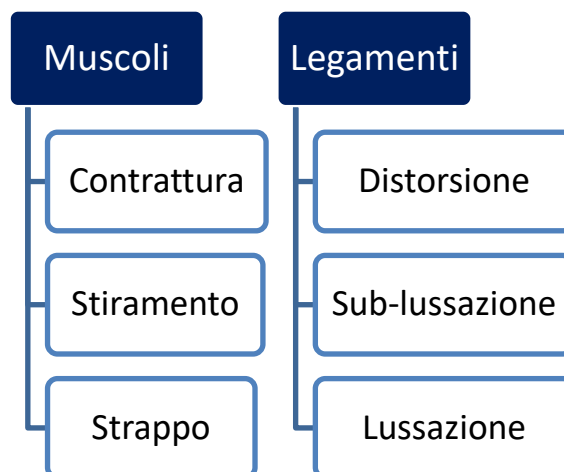 Muscoli
Contrattura
Stiramento
Strappo
Legamenti
Distorsione
Sub-lussazione
Lussazione